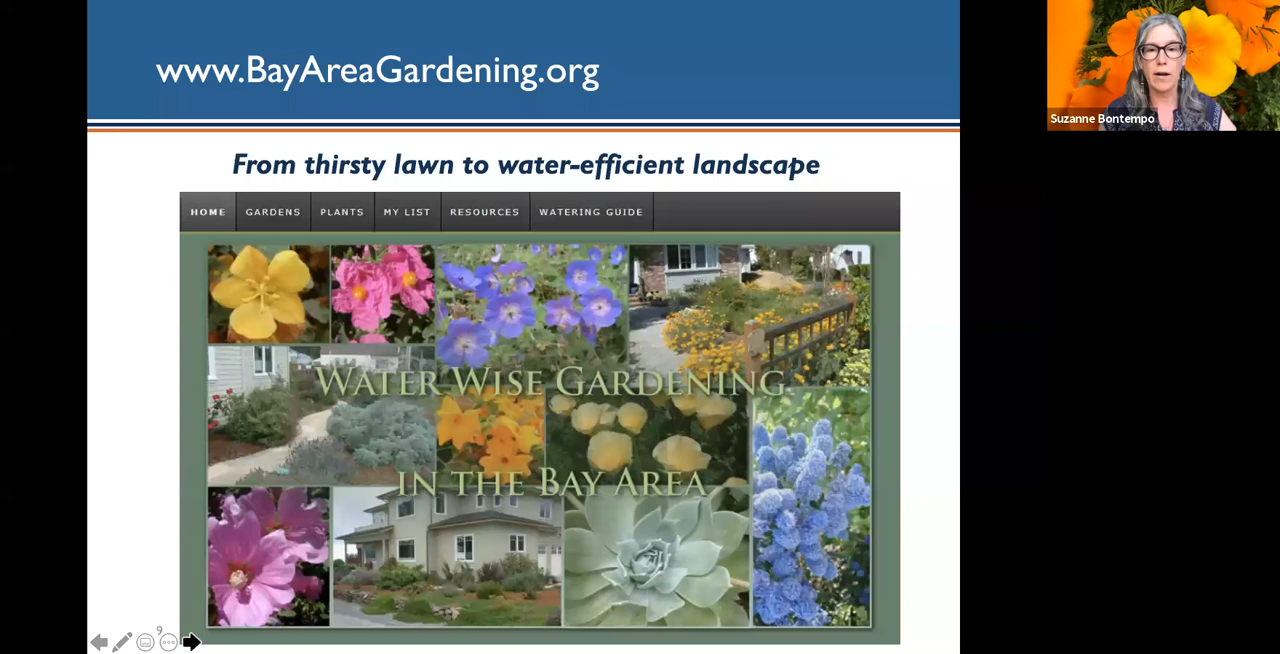 www.BayAreaGardening.org
Suzanne Bontempo
From thirsty lawn to water-efficient landscape
HOME GARDENS PLANTS MY LIST RESOURCES WATERING GUIDE
WATER WISE GARDENING
IN THE BAY AREA
9